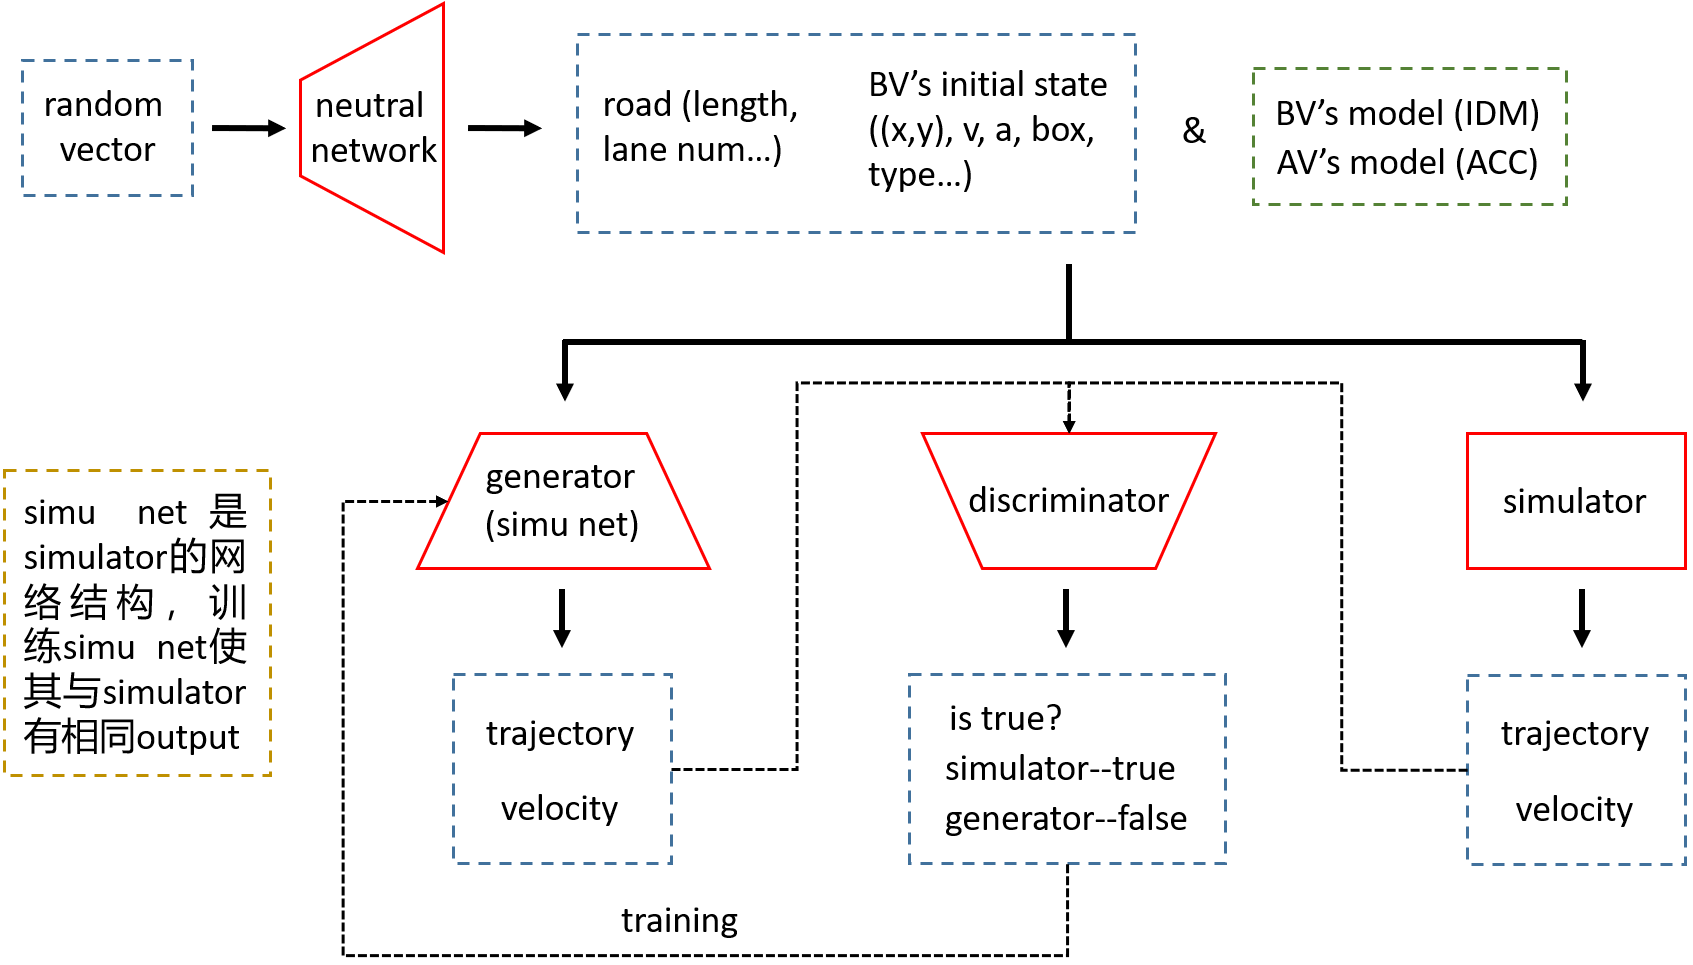 random
vector
neutral
network
road (length,
lane num...)
BV’s initial state
((x,y), v, a, box,
type...)
&
BV’s model (IDM)
AV’s model (ACC)
generator
(simu net)
discriminator
simulator
simu net 是
simulator的网
络结构，训
练simu net使
其与simulator
有相同output
trajectory
velocity
is true?
simulator--true
generator--false
trajectory
velocity
training